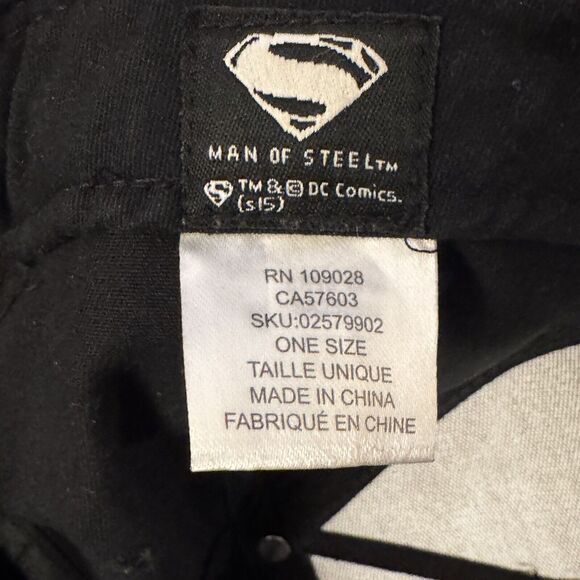 MAN OF STEEL™
TM & © DC Comics.
(s15)
RN 109028
CA57603
SKU:02579902
ONE SIZE
TAILLE UNIQUE
MADE IN CHINA
FABRIQUÉ EN CHINE